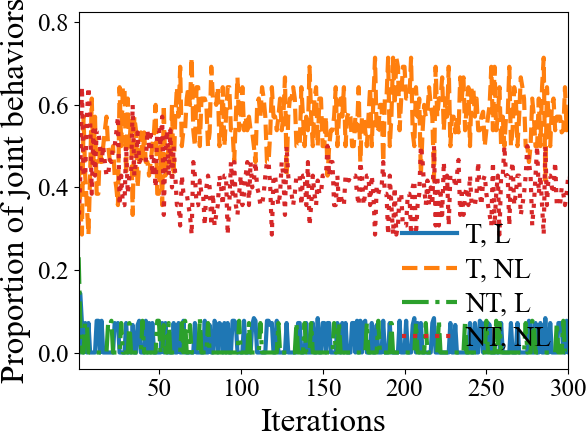 Proportion of joint behaviors
0.8
0.6
0.4
0.2
0.0
T, L
T, NL
NT, L
NT, NL
50
100
150
200
250
300
Iterations